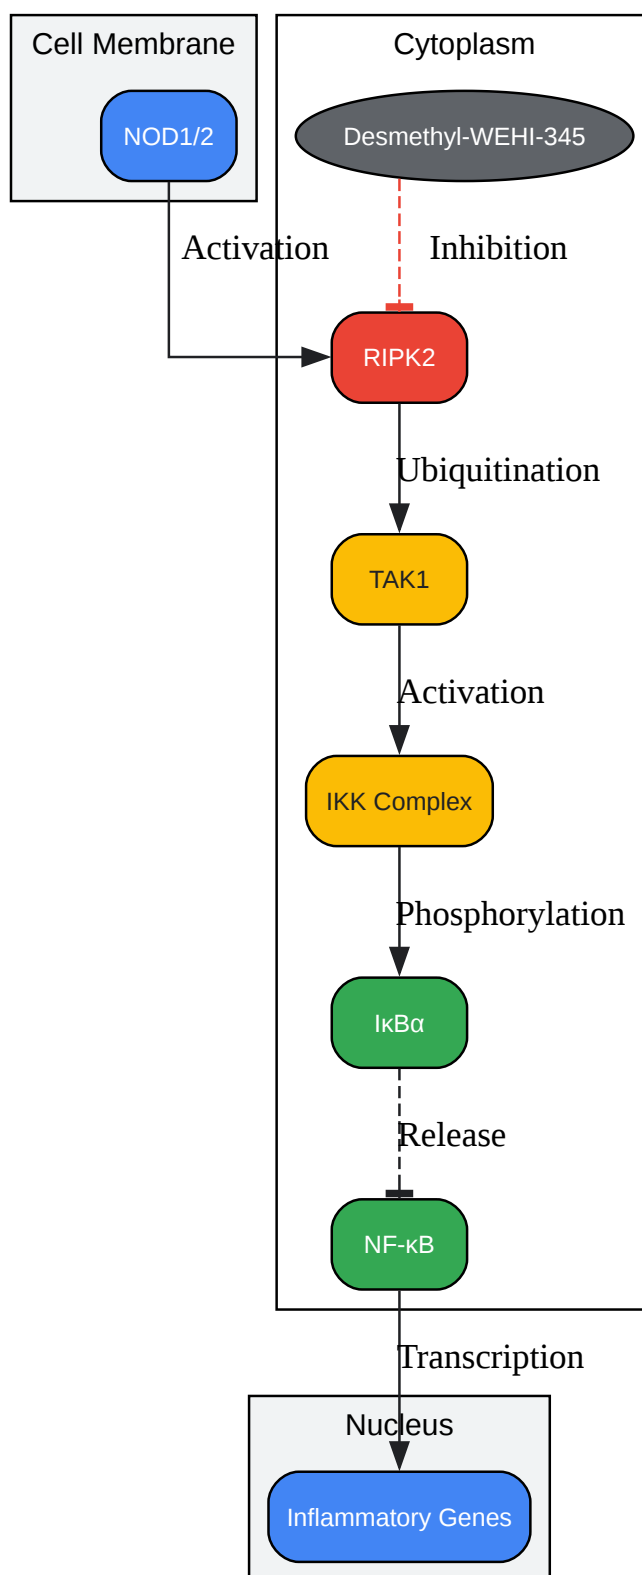 Cell Membrane
Cytoplasm
NOD1/2
Desmethyl-WEHI-345
Activation
Inhibition
RIPK2
Ubiquitination
TAK1
Activation
IKK Complex
Phosphorylation
IκBα
Release
NF-κB
Transcription
Nucleus
Inflammatory Genes